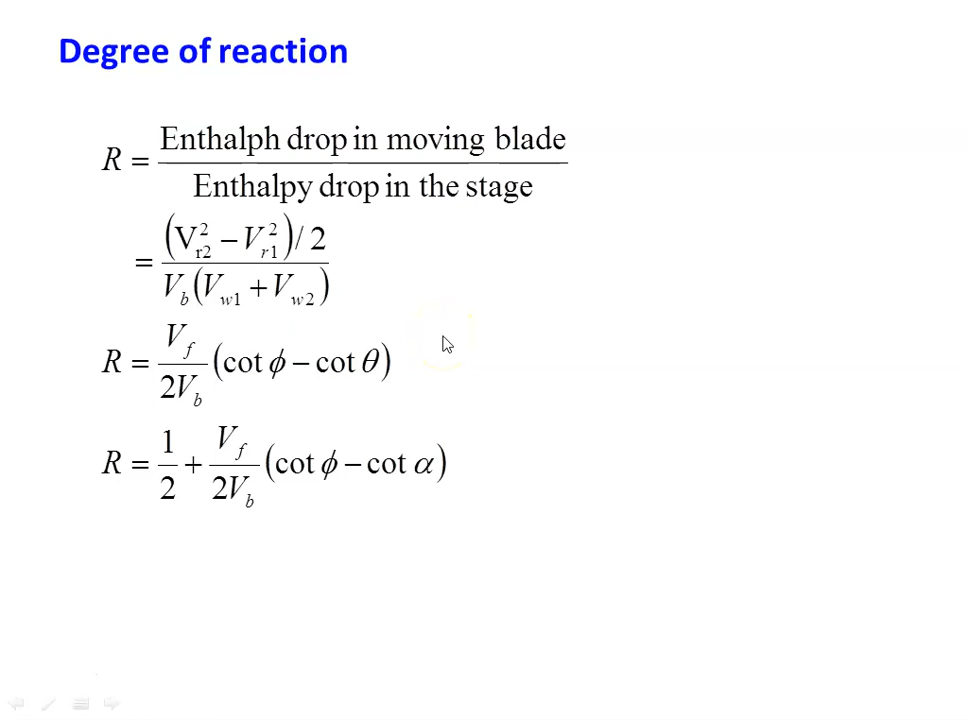 Degree of reaction
R = Enthalph drop in moving blade / Enthalpy drop in the stage
= (V_r2^2 − V_r1^2) / 2 / V_b (V_w1 + V_w2)
R = V_f / 2V_b (cot ϕ − cot θ)
R = 1/2 + V_f / 2V_b (cot ϕ − cot α)